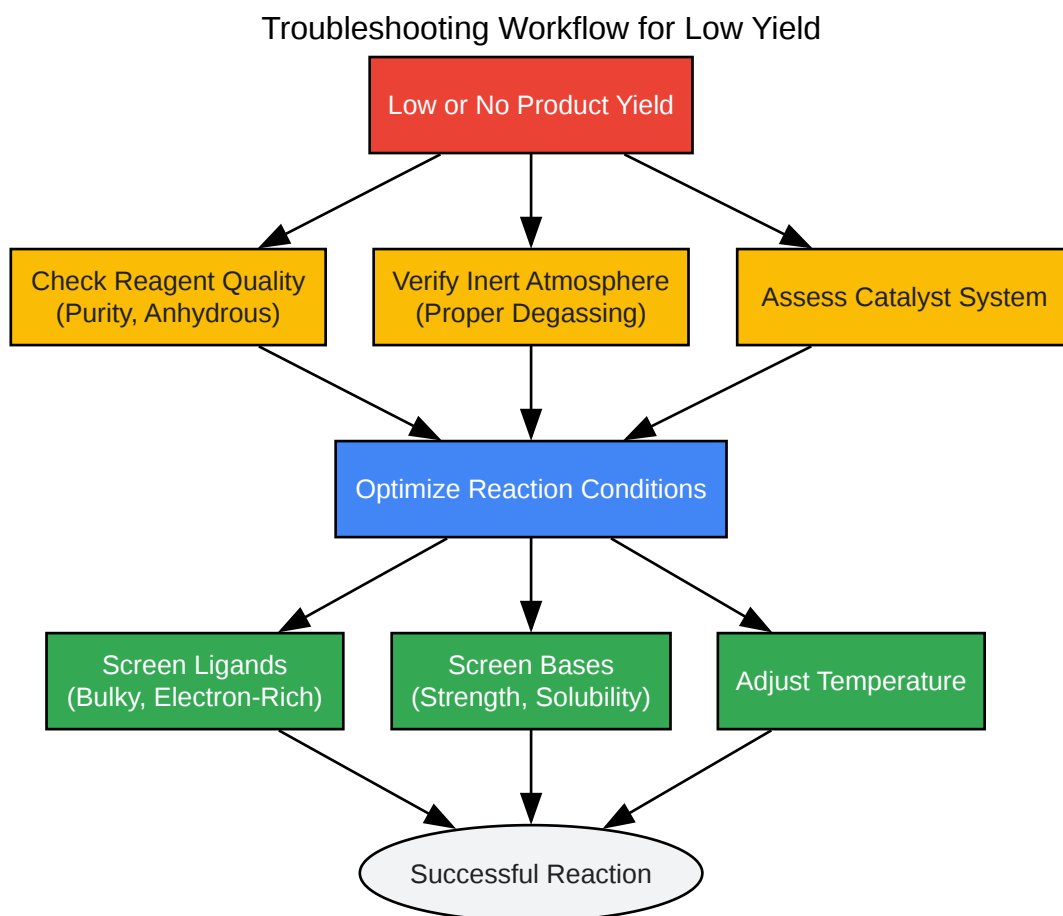 Troubleshooting Workflow for Low Yield
Low or No Product Yield
Check Reagent Quality
(Purity, Anhydrous)
Verify Inert Atmosphere
(Proper Degassing)
Assess Catalyst System
Optimize Reaction Conditions
Screen Ligands
(Bulky, Electron-Rich)
Screen Bases
(Strength, Solubility)
Adjust Temperature
Successful Reaction